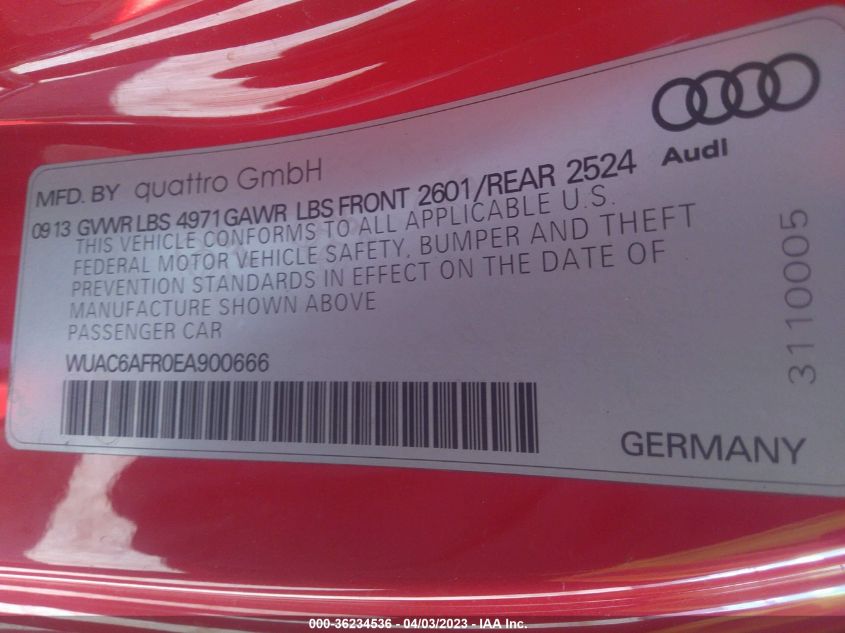 MFD. BY quattro GmbH
Audi
0913 GVWR LBS 4971 GAWR LBS FRONT 2601/REAR 2524
THIS VEHICLE CONFORMS TO ALL APPLICABLE U.S.
FEDERAL MOTOR VEHICLE SAFETY, BUMPER AND THEFT
PREVENTION STANDARDS IN EFFECT ON THE DATE OF
MANUFACTURE SHOWN ABOVE
PASSENGER CAR
WUAC6AFR0EA900666
GERMANY
3110005
000-36234536 - 04/03/2023 - IAA Inc.